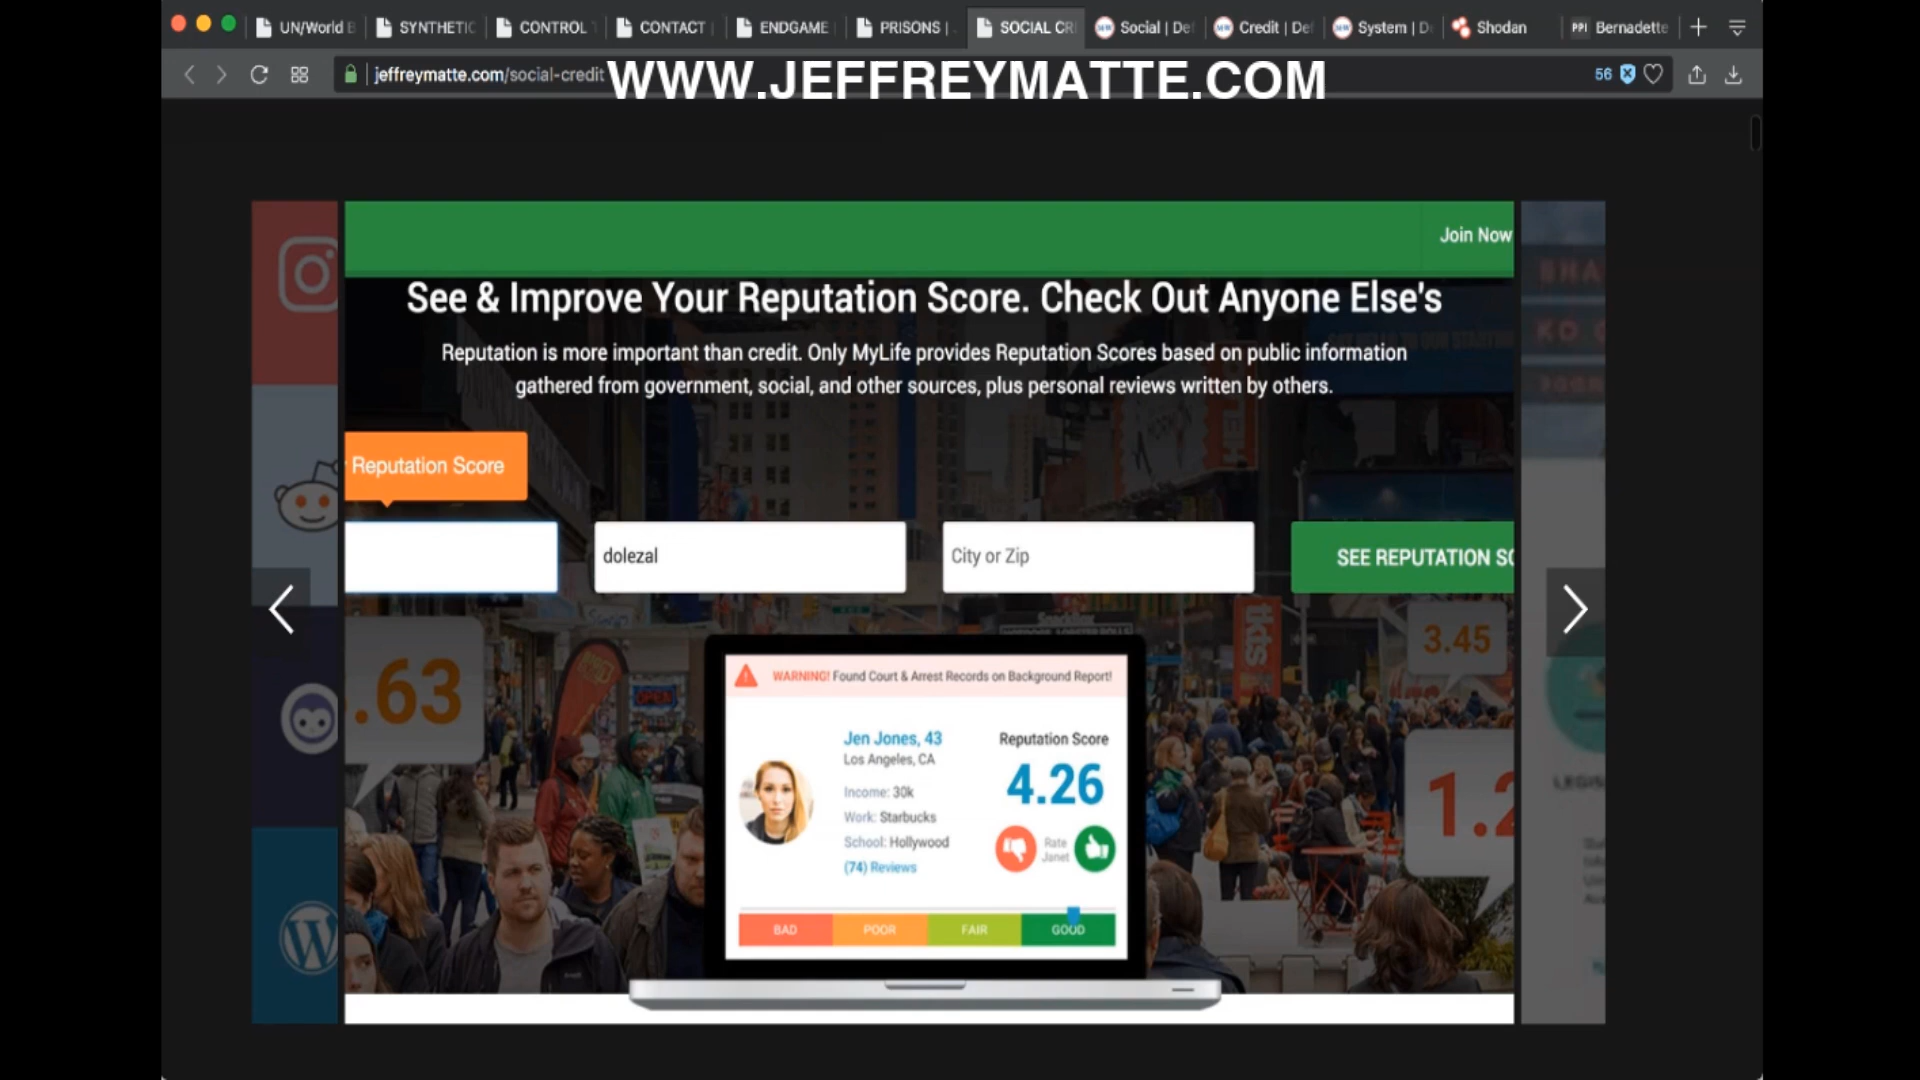 UN/World B
SYNTHETIC
CONTROL
CONTACT
ENDGAME
PRISONS |
SOCIAL CR
Social | De
Credit | De
System | D
Shodan
PPI Bernadette
jeffreymatte.com/social-credit
WWW.JEFFREYMATTE.COM
56
Join Now
See & Improve Your Reputation Score. Check Out Anyone Else's
Reputation is more important than credit. Only MyLife provides Reputation Scores based on public information
gathered from government, social, and other sources, plus personal reviews written by others.
Reputation Score
dolezal
City or Zip
SEE REPUTATION SC
.63
3.45
1.2
tkts
OPEN
WARNING! Found Court & Arrest Records on Background Report!
Jen Jones, 43
Los Angeles, CA
Income: 30k
Work: Starbucks
School: Hollywood
(74) Reviews
Reputation Score
4.26
Rate
Janet
BAD
POOR
FAIR
GOOD